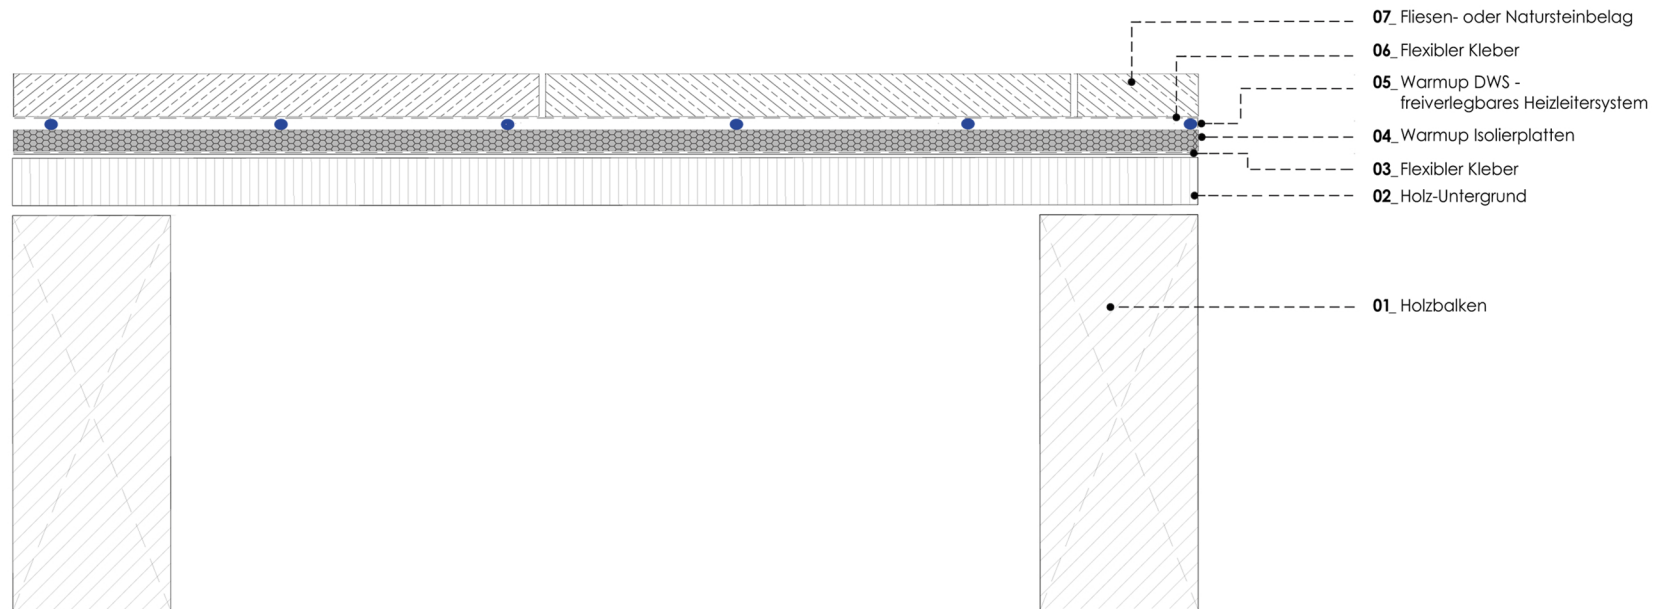 07_ Fliesen- oder Natursteinbelag
06_ Flexibler Kleber
05_ Warmup DWS -
freiverlegbares Heizleitersystem
04_ Warmup Isolierplatten
03_ Flexibler Kleber
02_ Holz-Untergrund
01_ Holzbalken